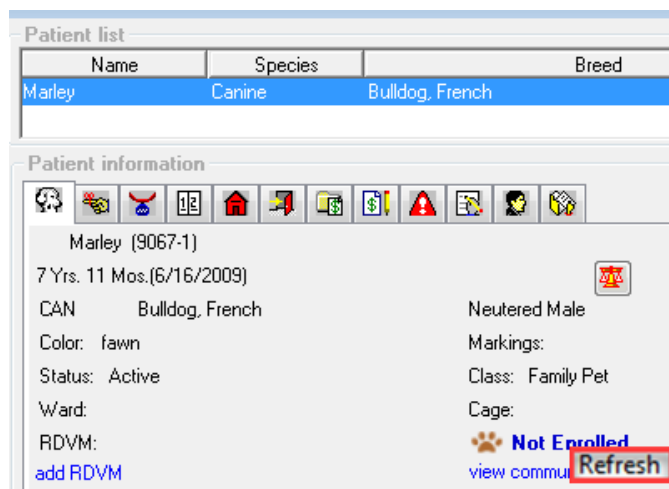 Patient list
Name Species Breed
Marley Canine Bulldog, French
Patient information
Marley (9067-1)
7 Yrs. 11 Mos.(6/16/2009)
CAN Bulldog, French Neutered Male
Color: fawn Markings:
Status: Active Class: Family Pet
Ward: Cage:
RDVM: Not Enrolled
add RDVM view Refresh